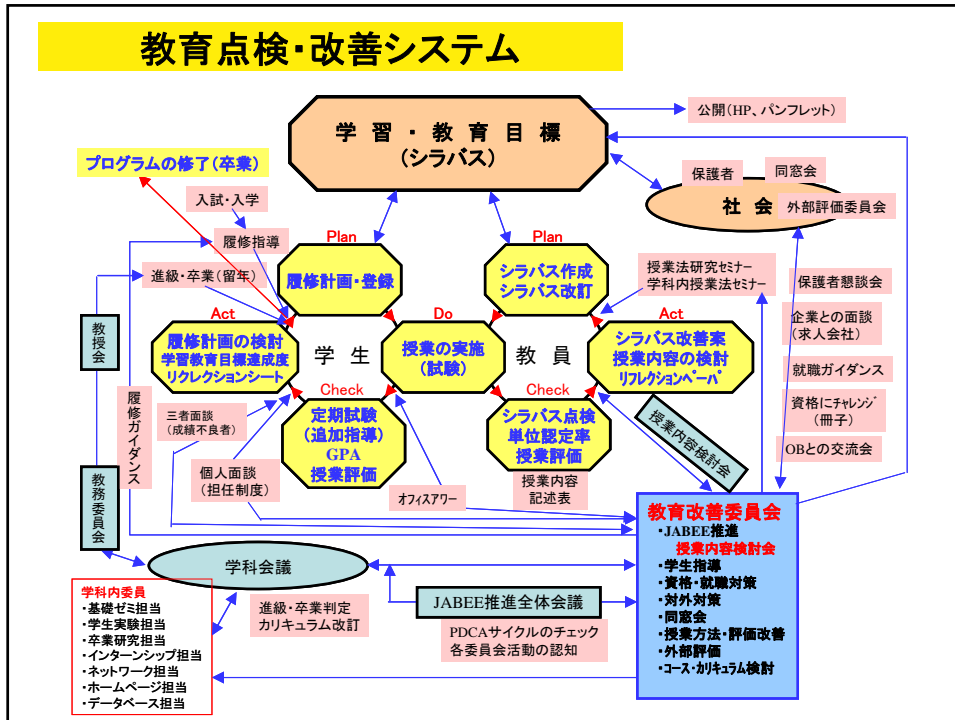 教育点検・改善システム
学 習 ・ 教 育 目 標
(シラバス)
公開(HP、パンフレット)
プログラムの修了(卒業)
保護者
同窓会
社 会
外部評価委員会
入試・入学
履修指導
進級・卒業(留年)
Plan
履修計画・登録
Plan
シラバス作成
シラバス改訂
授業法研究セミナー
学科内授業法セミナー
保護者懇談会
企業との面談
(求人会社)
就職ガイダンス
資格にチャレンジ
(冊子)
OBとの交流会
教授会
Act
履修計画の検討
学習教育目標達成度
リクレクションシート
学 生
Do
授業の実施
(試験)
教 員
Act
シラバス改善案
授業内容の検討
リフレクションペーパ
Check
定期試験
(追加指導)
GPA
授業評価
Check
シラバス点検
単位認定率
授業評価
授業内容検討会
履修ガイダンス
三者面談
(成績不良者)
個人面談
(担任制度)
オフィスアワー
授業内容
記述表
教務委員会
教育改善委員会
・JABEE推進
授業内容検討会
・学生指導
・資格・就職対策
・対外対策
・同窓会
・授業方法・評価改善
・外部評価
・コース・カリキュラム検討
学科会議
JABEE推進全体会議
進級・卒業判定
カリキュラム改訂
PDCAサイクルのチェック
各委員会活動の認知
学科内委員
・基礎ゼミ担当
・学生実験担当
・卒業研究担当
・インターンシップ担当
・ネットワーク担当
・ホームページ担当
・データベース担当